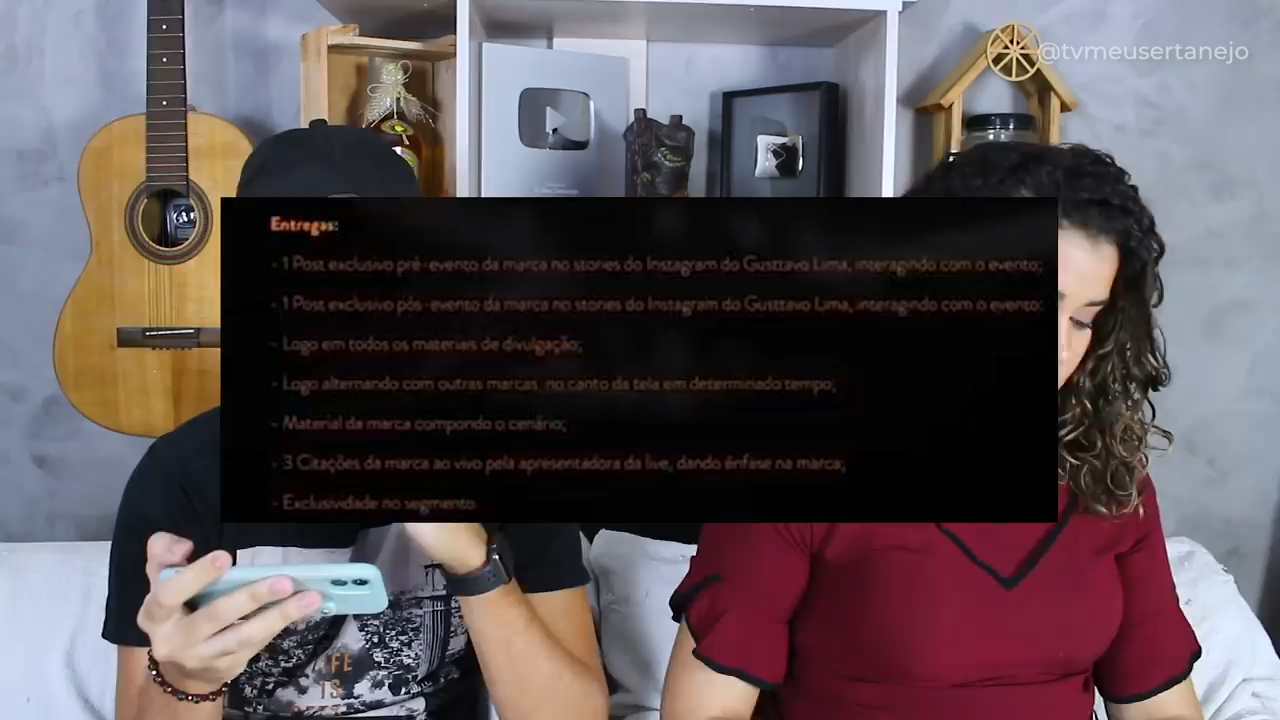 @tvmeusertanejo
Entregas:
- 1 Post exclusivo pré-evento da marca no stories do Instagram do Gusttavo Lima, interagindo com o evento;
- 1 Post exclusivo pós-evento da marca no stories do Instagram do Gusttavo Lima, interagindo com o evento;
- Logo em todos os materiais de divulgação;
- Logo alternando com outras marcas, no canto da tela em determinado tempo;
- Material da marca compondo o cenário;
- 3 Citações da marca ao vivo pela apresentadora da live, dando ênfase na marca;
- Exclusividade no segmento.
IS